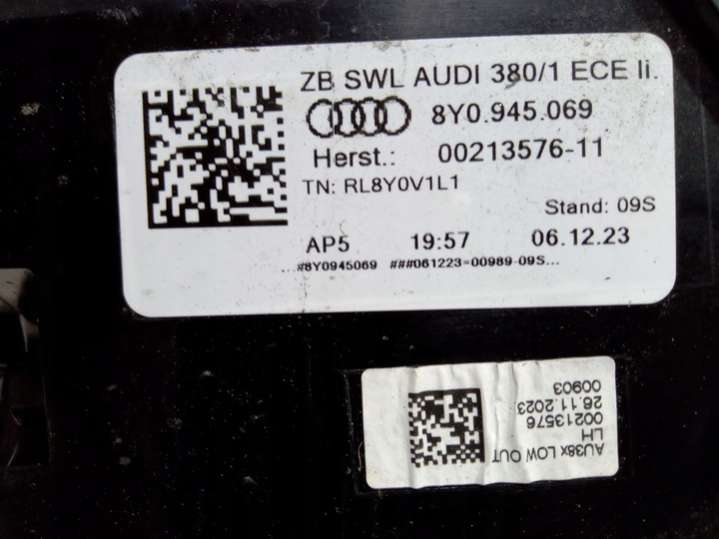 ZB SWL AUDI 380/1 ECE li.
8Y0.945.069
Herst.: 00213576-11
TN: RL8Y0V1L1
Stand: 09S
AP5 19:57 06.12.23
...#8Y0945069 ###061223=00989-09S...
AU38x LOW OUT
LH
00213576
26.11.2023
00903